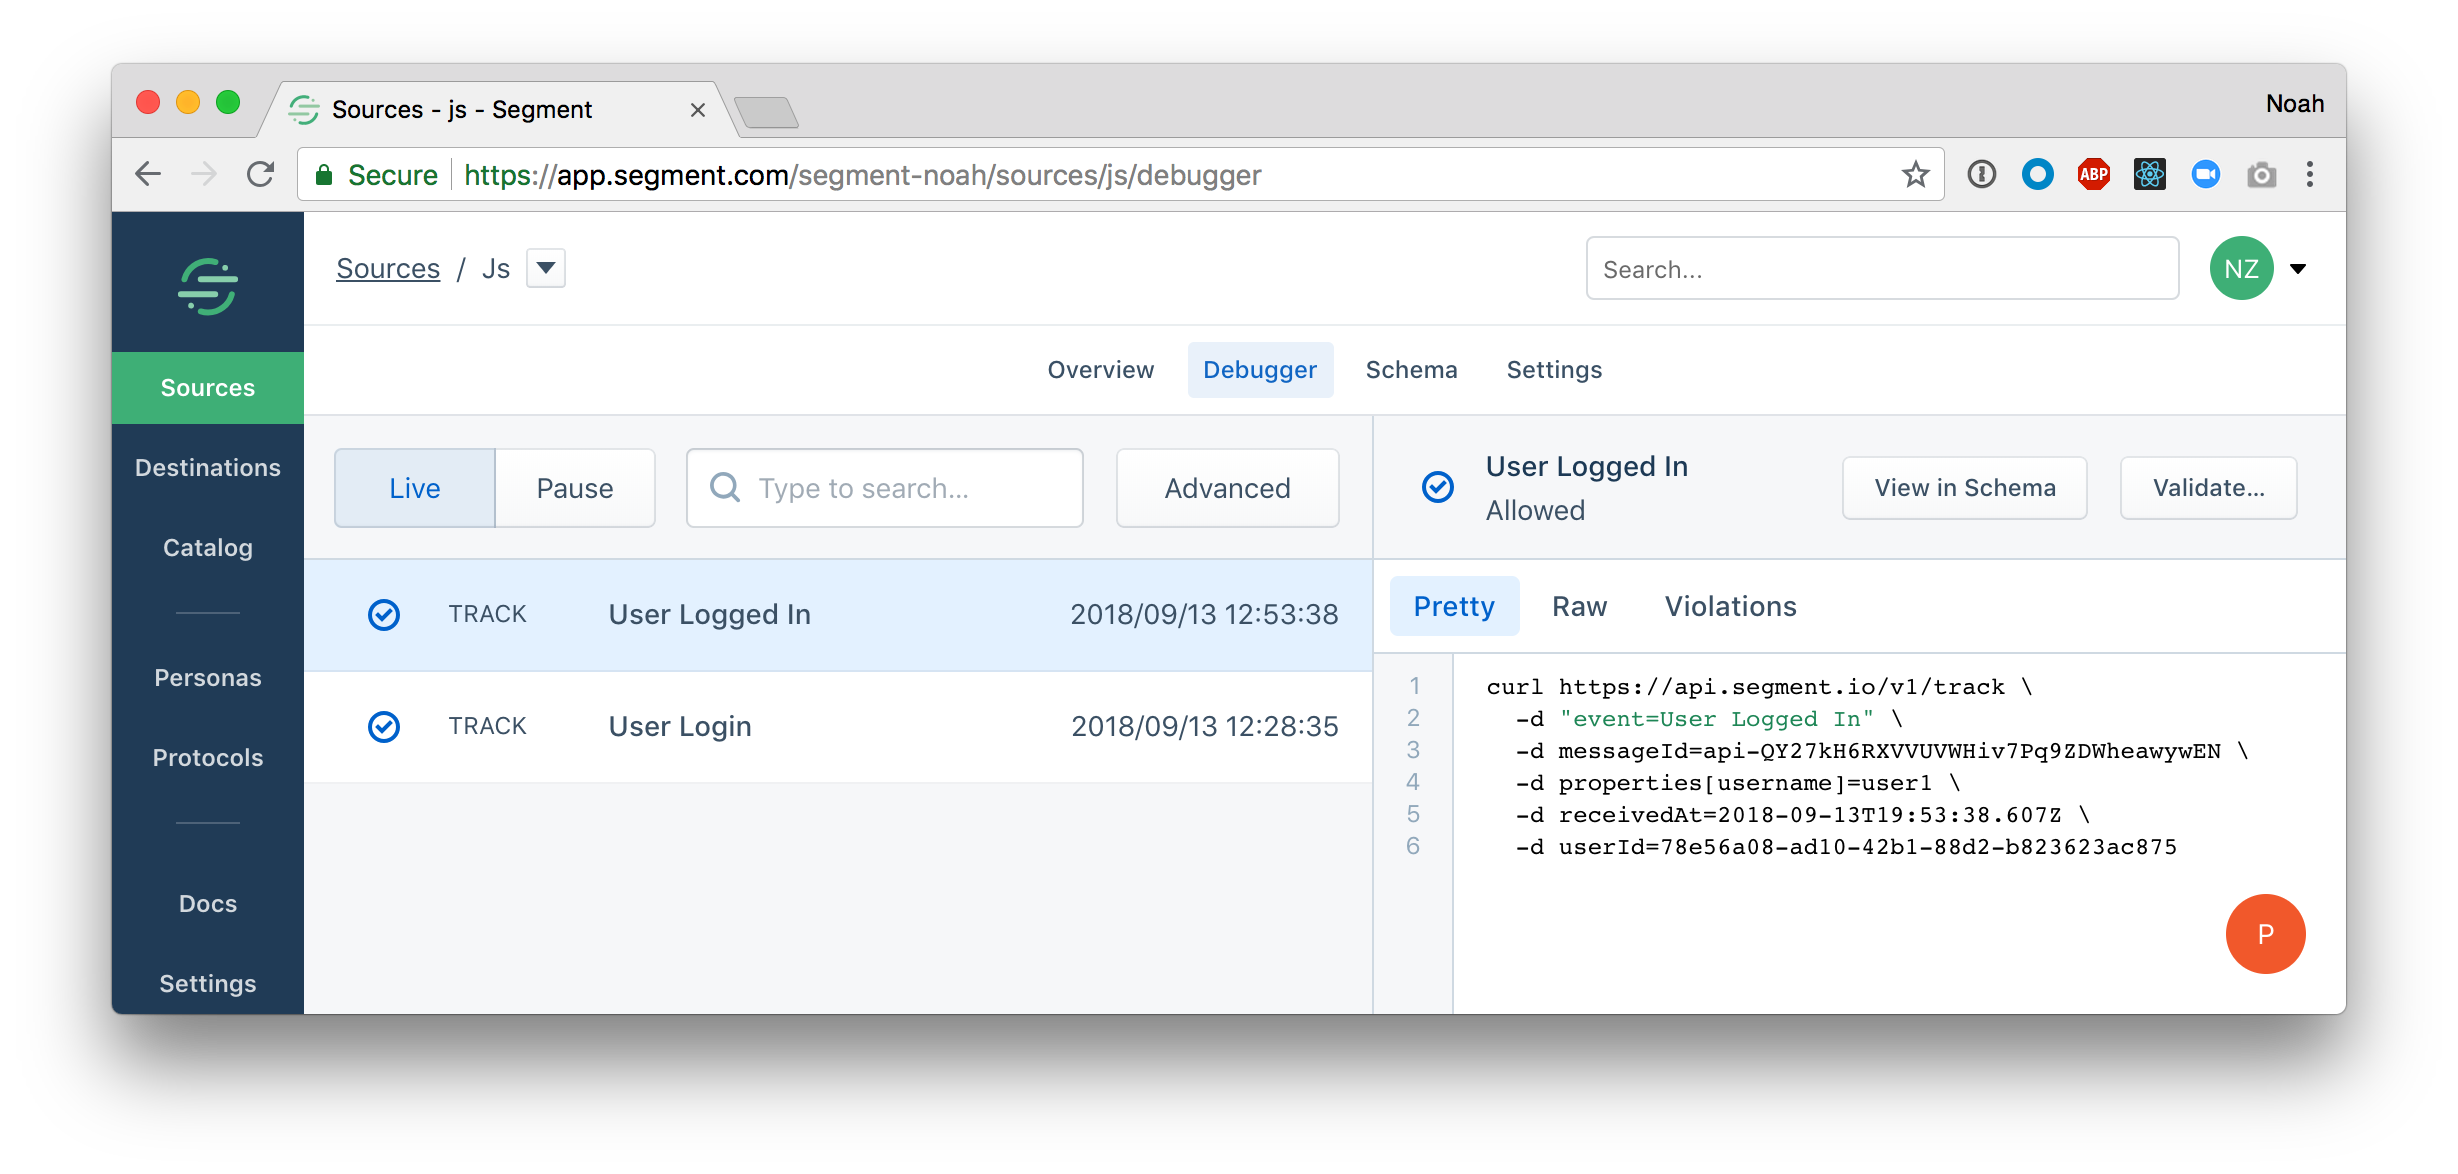 Sources - js - Segment
Noah
Secure https://app.segment.com/segment-noah/sources/js/debugger
ABP
Sources / Js
Search...
NZ
Sources
Destinations
Catalog
Personas
Protocols
Docs
Settings
Overview Debugger Schema Settings
Live Pause Type to search... Advanced
TRACK User Logged In 2018/09/13 12:53:38
TRACK User Login 2018/09/13 12:28:35
User Logged In
Allowed
View in Schema Validate...
Pretty Raw Violations
1 curl https://api.segment.io/v1/track \
2 -d "event=User Logged In" \
3 -d messageId=api-QY27kH6RXVVUVWHiv7Pq9ZDWheawywEN \
4 -d properties[username]=user1 \
5 -d receivedAt=2018-09-13T19:53:38.607Z \
6 -d userId=78e56a08-ad10-42b1-88d2-b823623ac875
P